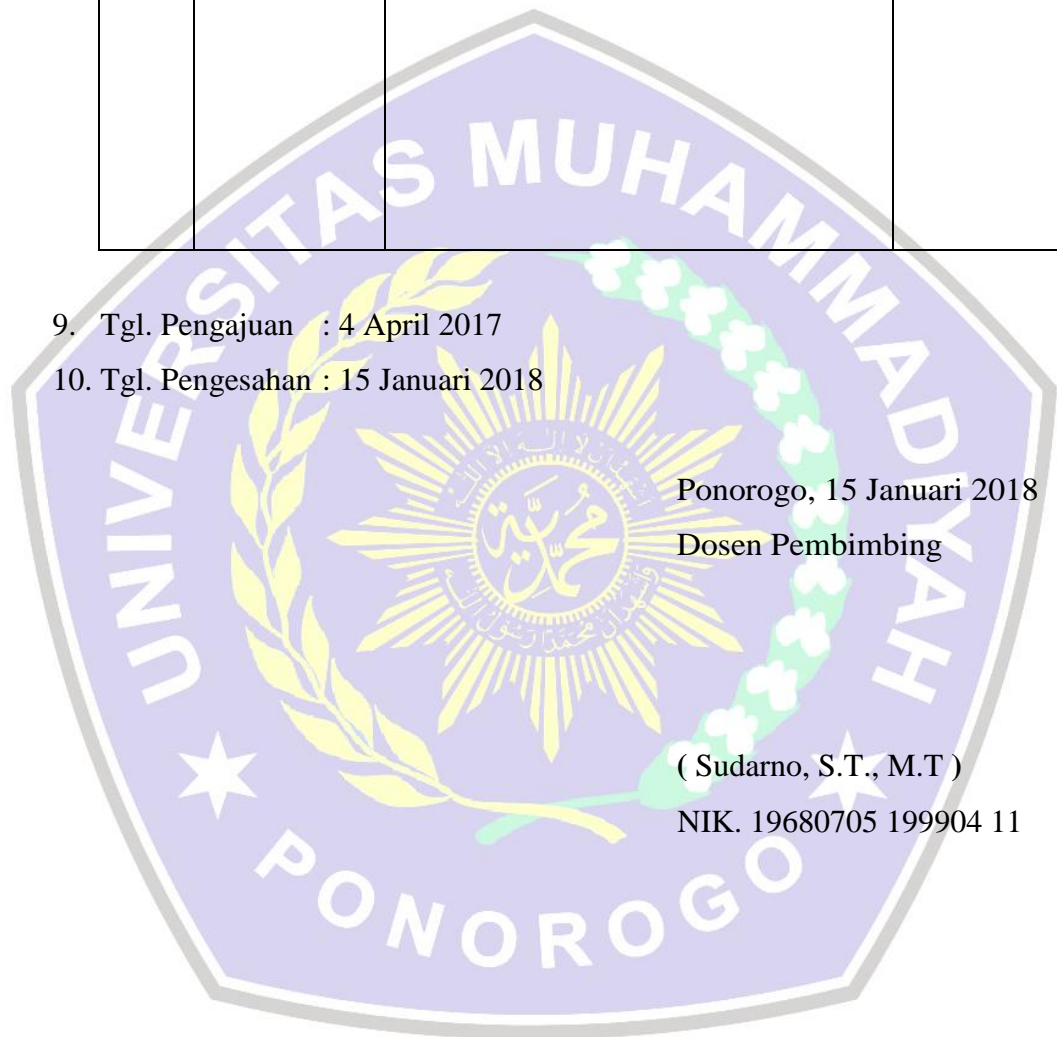 UNIVERSITAS MUHAMMADIYAH
PONOROGO
9. Tgl. Pengajuan : 4 April 2017
10. Tgl. Pengesahan : 15 Januari 2018
Ponorogo, 15 Januari 2018
Dosen Pembimbing
( Sudarno, S.T., M.T )
NIK. 19680705 199904 11